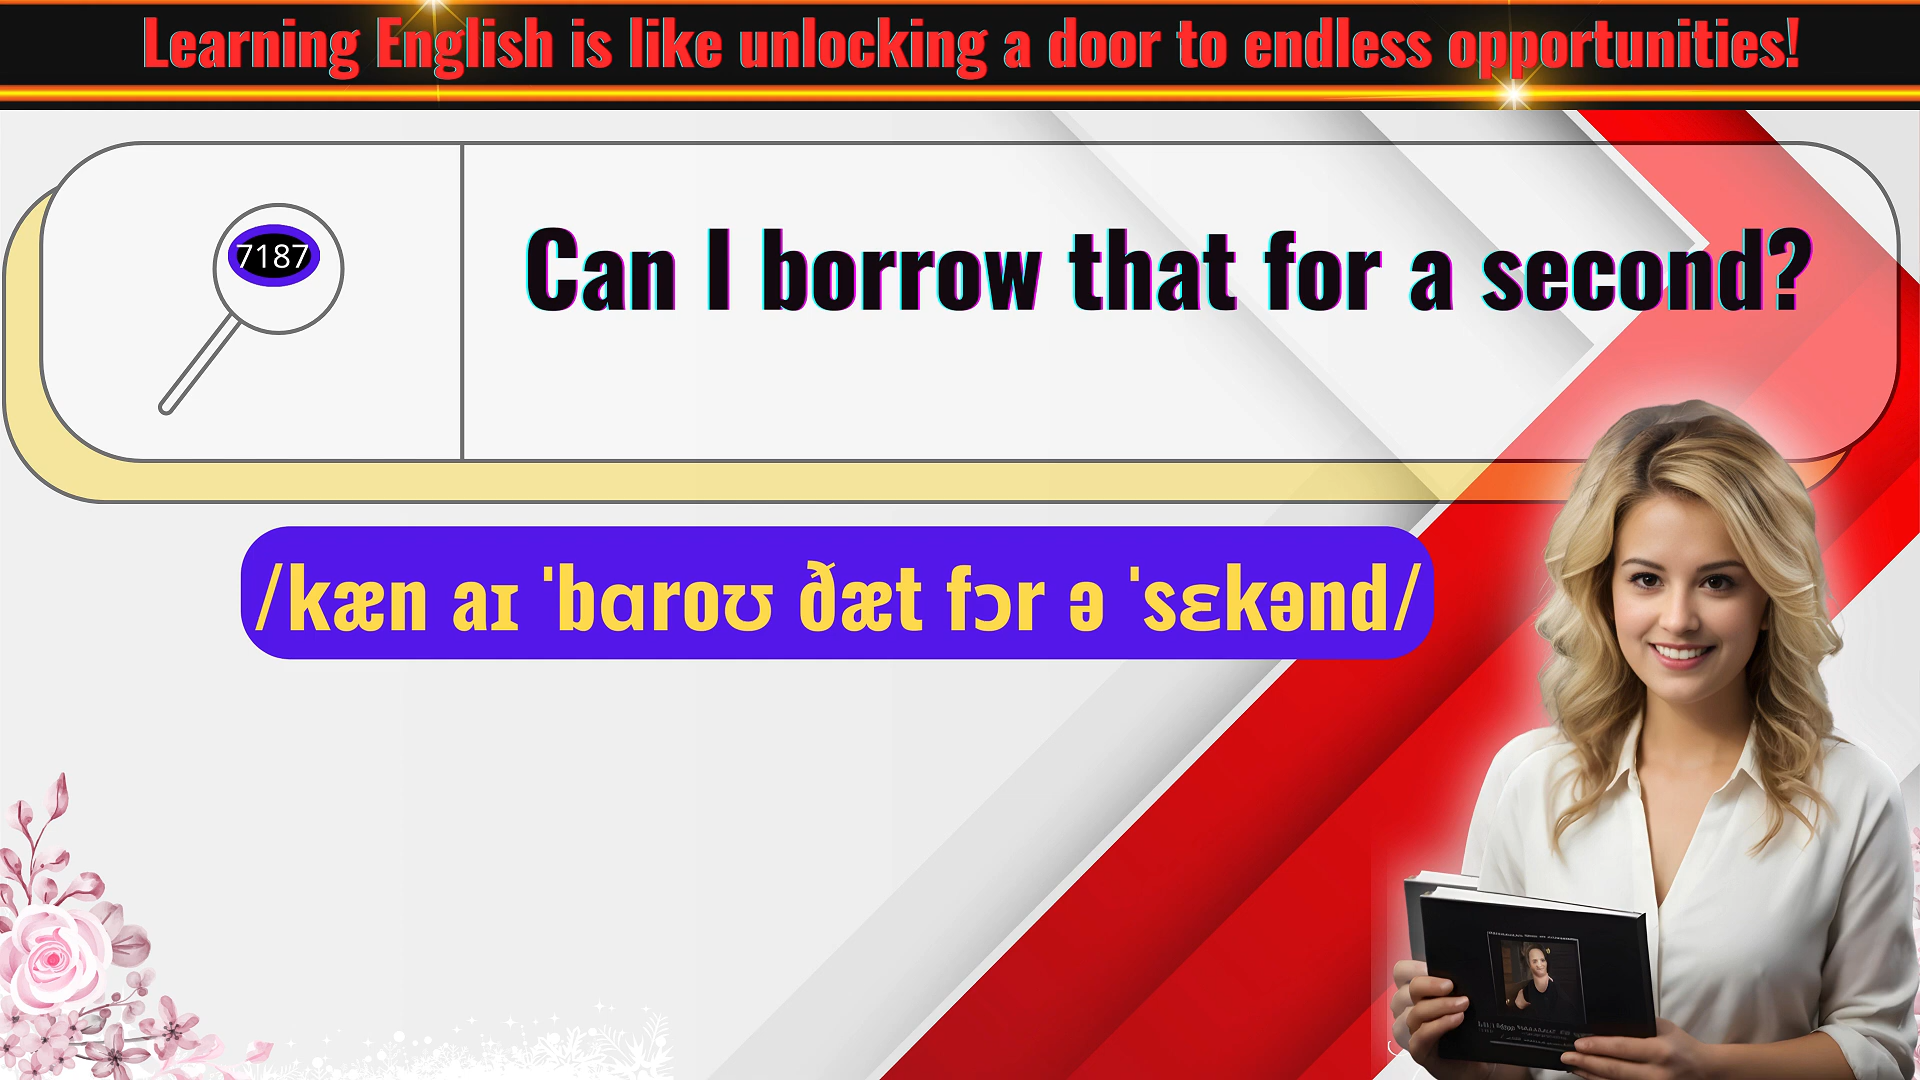 Learning English is like unlocking a door to endless opportunities!
7187
Can I borrow that for a second?
/kæn aɪ ˈbɑroʊ ðæt fɔr ə ˈsɛkənd/